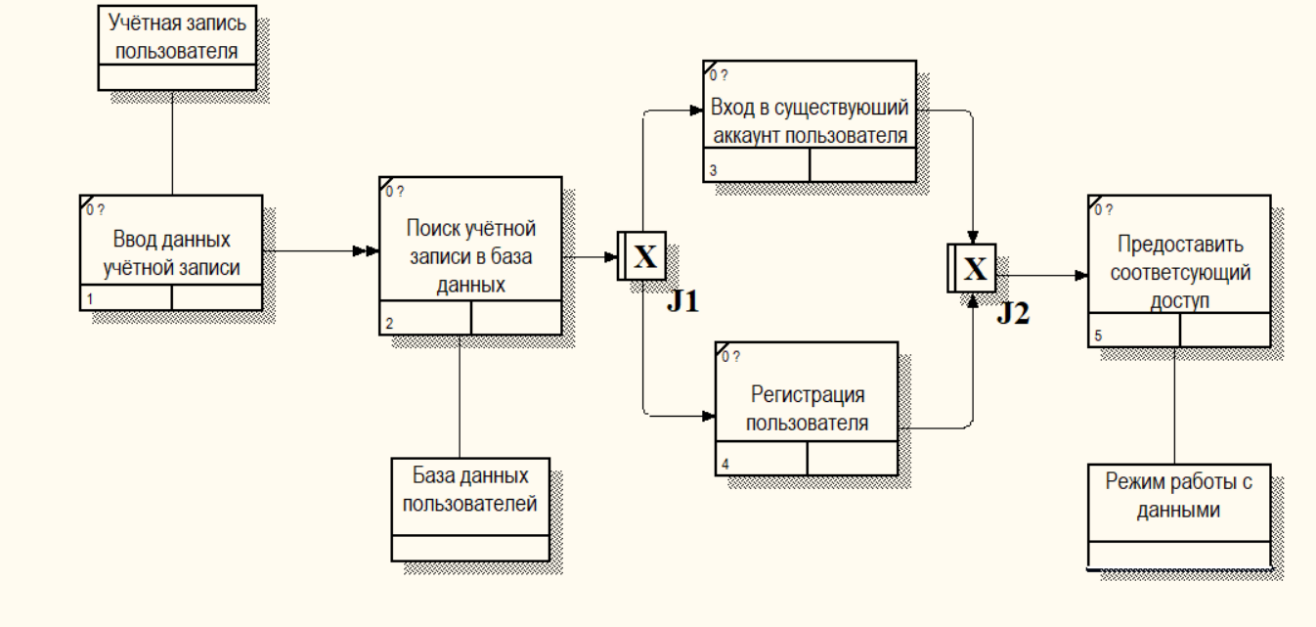 Учётная запись
пользователя
0 ?
Ввод данных
учётной записи
1
0 ?
Поиск учётной
записи в база
данных
2
База данных
пользователей
X
J1
0 ?
Вход в существуюший
аккаунт пользователя
3
0 ?
Регистрация
пользователя
4
X
J2
0 ?
Предоставить
соответсующий
доступ
5
Режим работы с
данными